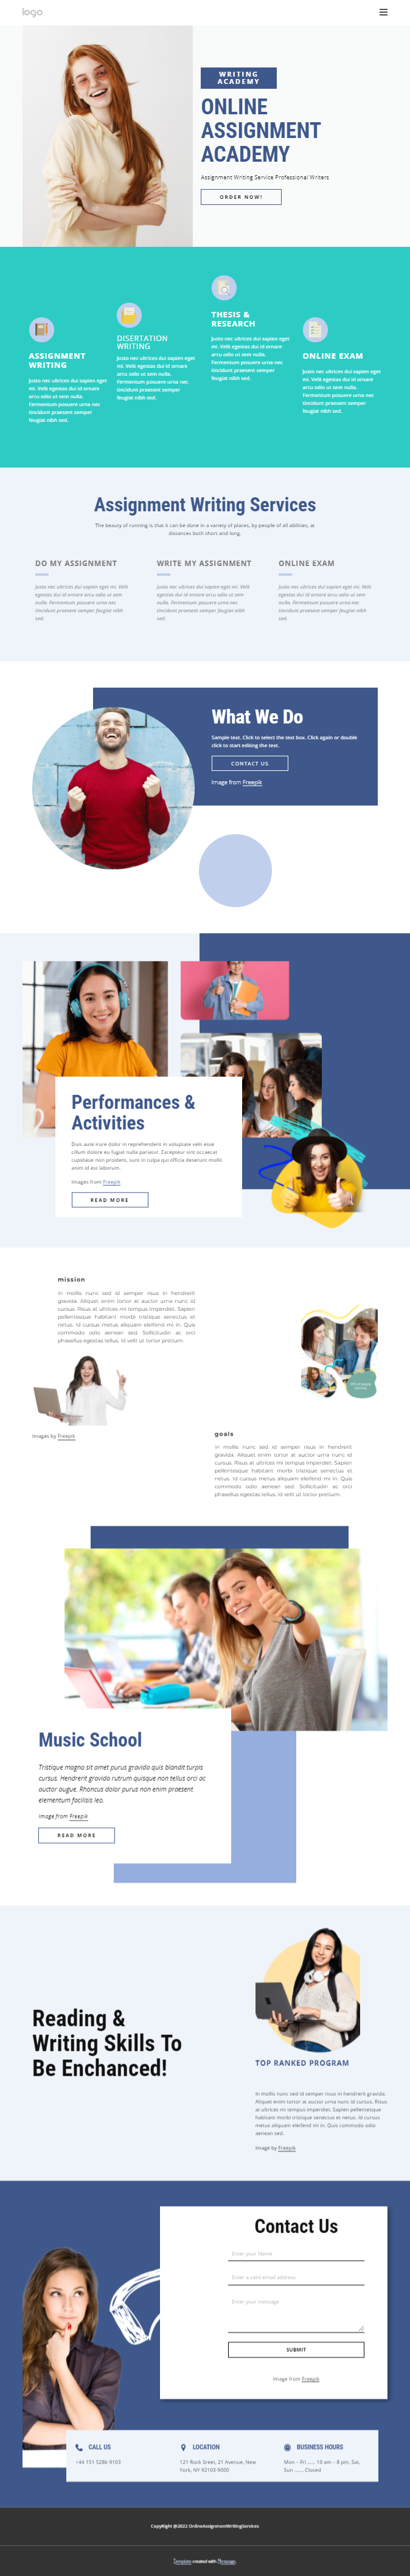 logo
WRITING
ACADEMY
ONLINE
ASSIGNMENT
ACADEMY
Assignment Writing Service Professional Writers
ORDER NOW!
ASSIGNMENT
WRITING
Justo nec ultrices dui sapien eget
mi. Velit egestas dui id ornare
arcu odio ut sem nulla.
Fermentum posuere urna nec
tincidunt praesent semper
feugiat nibh sed.
DISERTATION
WRITING
Justo nec ultrices dui sapien eget
mi. Velit egestas dui id ornare
arcu odio ut sem nulla.
Fermentum posuere urna nec
tincidunt praesent semper
feugiat nibh sed.
THESIS &
RESEARCH
Justo nec ultrices dui sapien eget
mi. Velit egestas dui id ornare
arcu odio ut sem nulla.
Fermentum posuere urna nec
tincidunt praesent semper
feugiat nibh sed.
ONLINE EXAM
Justo nec ultrices dui sapien eget
mi. Velit egestas dui id ornare
arcu odio ut sem nulla.
Fermentum posuere urna nec
tincidunt praesent semper
feugiat nibh sed.
Assignment Writing Services
The beauty of running is that it can be done in a variety of places, by people of all abilities, at
distances both short and long.
DO MY ASSIGNMENT
Justo nec ultrices dui sapien eget mi. Velit
egestas dui id ornare arcu odio ut sem
nulla. Fermentum posuere urna nec
tincidunt praesent semper feugiat nibh
sed.
WRITE MY ASSIGNMENT
Justo nec ultrices dui sapien eget mi. Velit
egestas dui id ornare arcu odio ut sem
nulla. Fermentum posuere urna nec
tincidunt praesent semper feugiat nibh
sed.
ONLINE EXAM
Justo nec ultrices dui sapien eget mi. Velit
egestas dui id ornare arcu odio ut sem
nulla. Fermentum posuere urna nec
tincidunt praesent semper feugiat nibh
sed.
What We Do
Sample text. Click to select the text box. Click again or double
click to start editing the text.
CONTACT US
Image from Freepik
Performances &
Activities
Duis aute irure dolor in reprehenderit in voluptate velit esse
cillum dolore eu fugiat nulla pariatur. Excepteur sint occaecat
cupidatat non proident, sunt in culpa qui officia deserunt mollit
anim id est laborum.
Images from Freepik
READ MORE
mission
In mollis nunc sed id semper risus in hendrerit
gravida. Aliquet enim tortor at auctor urna nunc id
cursus. Risus at ultrices mi tempus imperdiet. Sapien
pellentesque habitant morbi tristique senectus et
netus. Id cursus metus aliquam eleifend mi in. Quis
commodo odio aenean sed. Sollicitudin ac orci
phasellus egestas tellus. Id velit ut tortor pretium.
Images by Freepik
goals
In mollis nunc sed id semper risus in hendrerit
gravida. Aliquet enim tortor at auctor urna nunc id
cursus. Risus at ultrices mi tempus imperdiet. Sapien
pellentesque habitant morbi tristique senectus et
netus. Id cursus metus aliquam eleifend mi in. Quis
commodo odio aenean sed. Sollicitudin ac orci
phasellus egestas tellus. Id velit ut tortor pretium.
Music School
Tristique magna sit amet purus gravida quis blandit turpis
cursus. Hendrerit gravida rutrum quisque non tellus orci ac
auctor augue. Rhoncus dolor purus non enim praesent
elementum facilisis leo.
Image from Freepik
READ MORE
Reading &
Writing Skills To
Be Enchanced!
TOP RANKED PROGRAM
In mollis nunc sed id semper risus in hendrerit gravida.
Aliquet enim tortor at auctor urna nunc id cursus. Risus
at ultrices mi tempus imperdiet. Sapien pellentesque
habitant morbi tristique senectus et netus. Id cursus
metus aliquam eleifend mi in. Quis commodo odio
aenean sed.
Image by Freepik
Contact Us
Enter your Name
Enter a valid email address
Enter your message
SUBMIT
Image from Freepik
CALL US
+44 151 528o 9103
LOCATION
121 Rock Sreet, 21 Avenue, New
York, NY 92103-9000
BUSINESS HOURS
Mon – Fri ...... 10 am – 8 pm, Sat,
Sun ....... Closed
CopyRight @2022 OnlineAssignmentWritingServices
Template created with Nicepage.